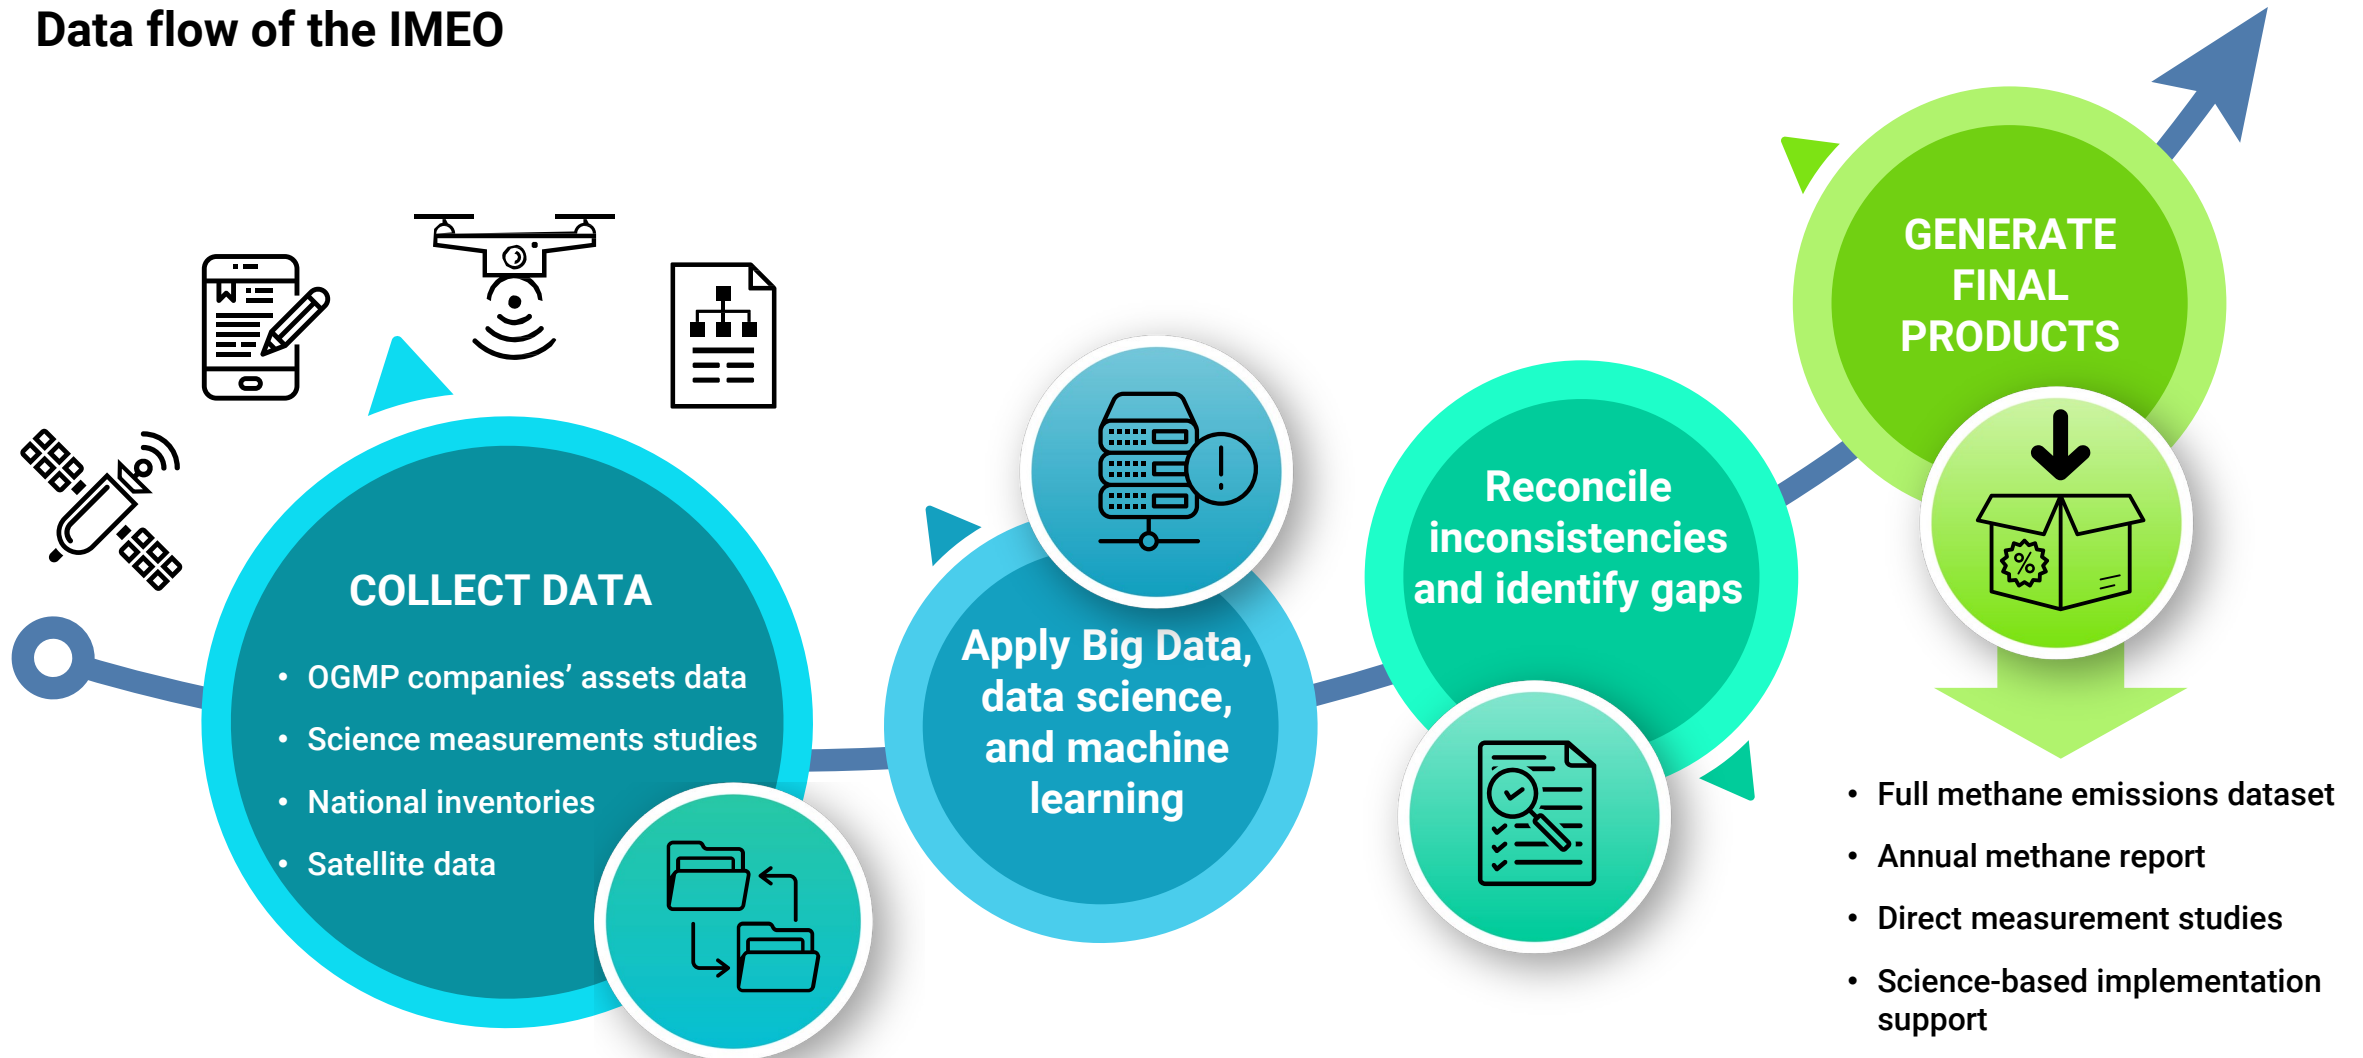 Data flow of the IMEO
COLLECT DATA
• OGMP companies’ assets data
• Science measurements studies
• National inventories
• Satellite data
Apply Big Data,
data science,
and machine
learning
Reconcile
inconsistencies
and identify gaps
GENERATE
FINAL
PRODUCTS
%
• Full methane emissions dataset
• Annual methane report
• Direct measurement studies
• Science-based implementation
support